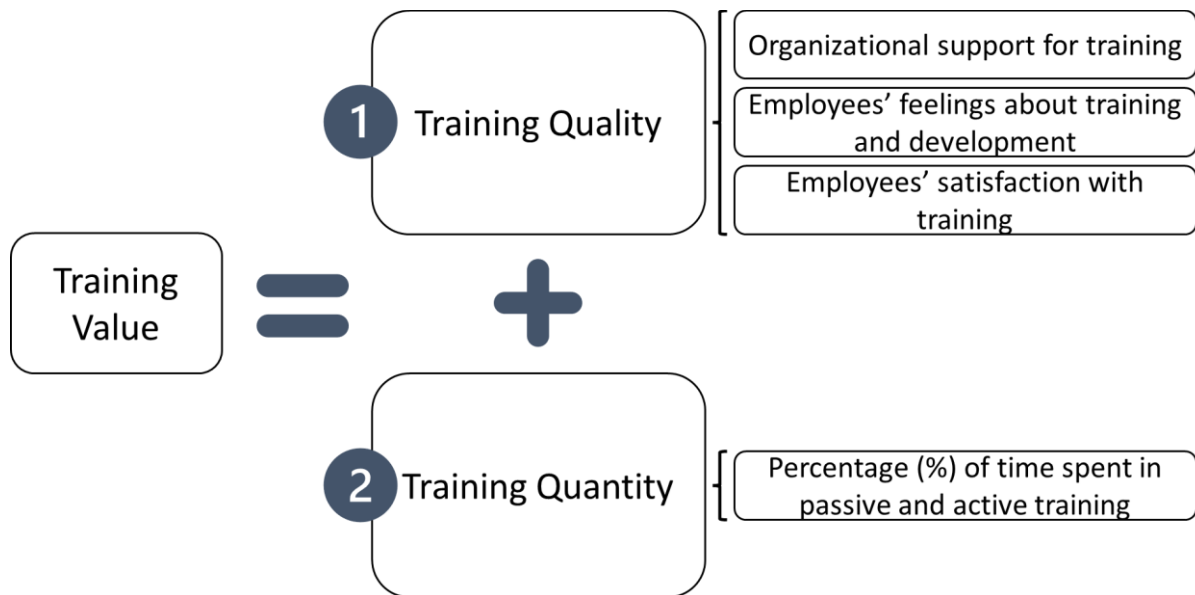 Training
Value
1
Training Quality
Organizational support for training
Employees’ feelings about training
and development
Employees’ satisfaction with
training
2
Training Quantity
Percentage (%) of time spent in
passive and active training